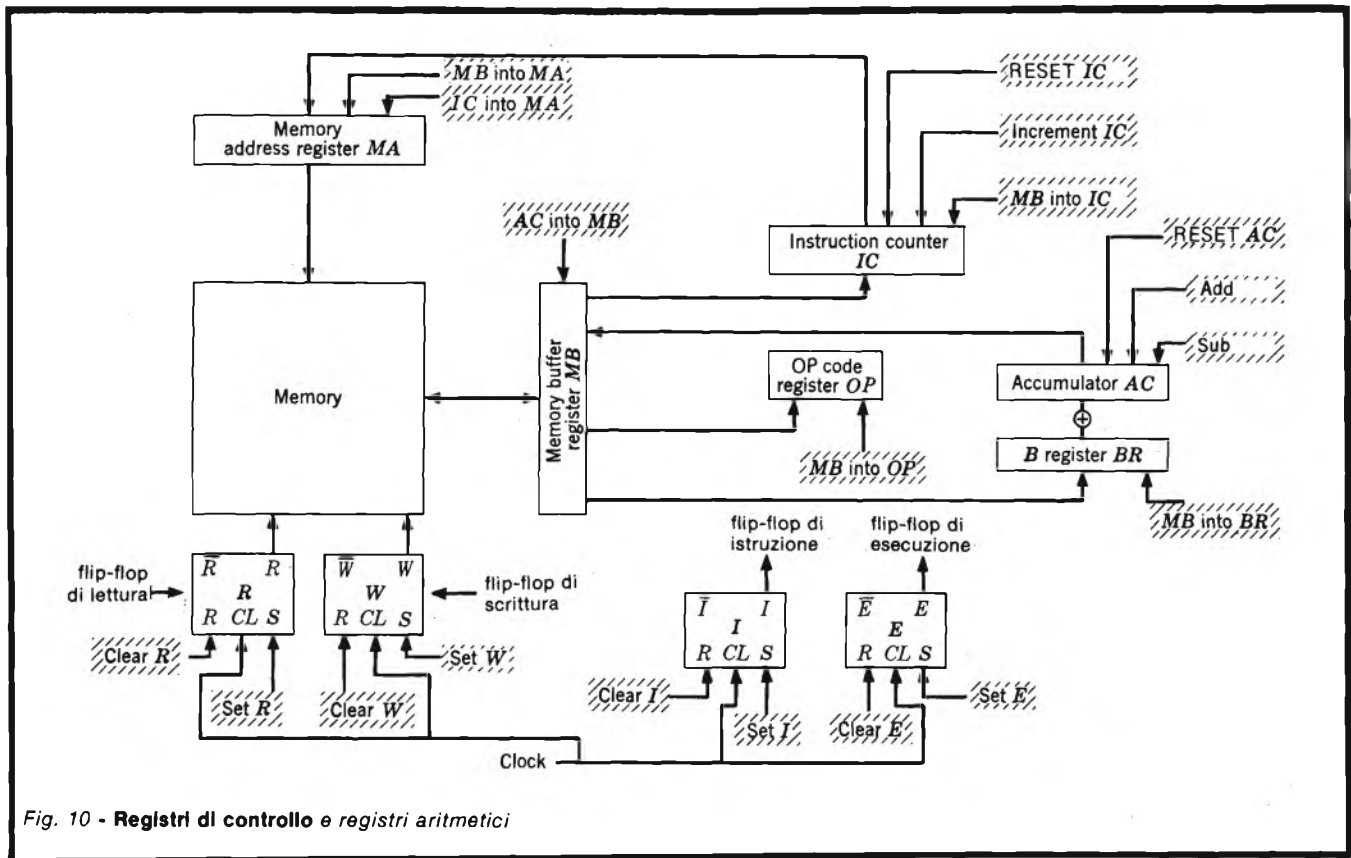 MB into MA
IC into MA
RESET IC
Memory
address register MA
Increment IC
AC into MB
MB into IC
Instruction counter
IC
RESET AC
Add
Sub
Memory
Memory buffer
register MB
OP code
register OP
Accumulator AC
B register BR
MB into OP
MB into BR
flip-flop di
istruzione
flip-flop di
esecuzione
flip-flop
di lettura
R̅ R
R
R CL S
W̅ W
W
R CL S
flip-flop di
scrittura
I̅ I
I
R CL S
E̅ E
E
R CL S
Clear R
Set R
Clear W
Set W
Clear I
Set I
Clear E
Set E
Clock
Fig. 10 - Registri di controllo e registri aritmetici